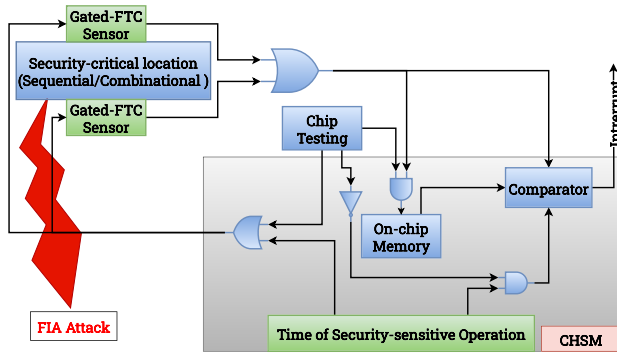 Gated-FTC
Sensor
Security-critical location
(Sequential/Combinational )
Gated-FTC
Sensor
Chip
Testing
Comparator
Intrerrupt
On-chip
Memory
FIA Attack
Time of Security-sensitive Operation
CHSM